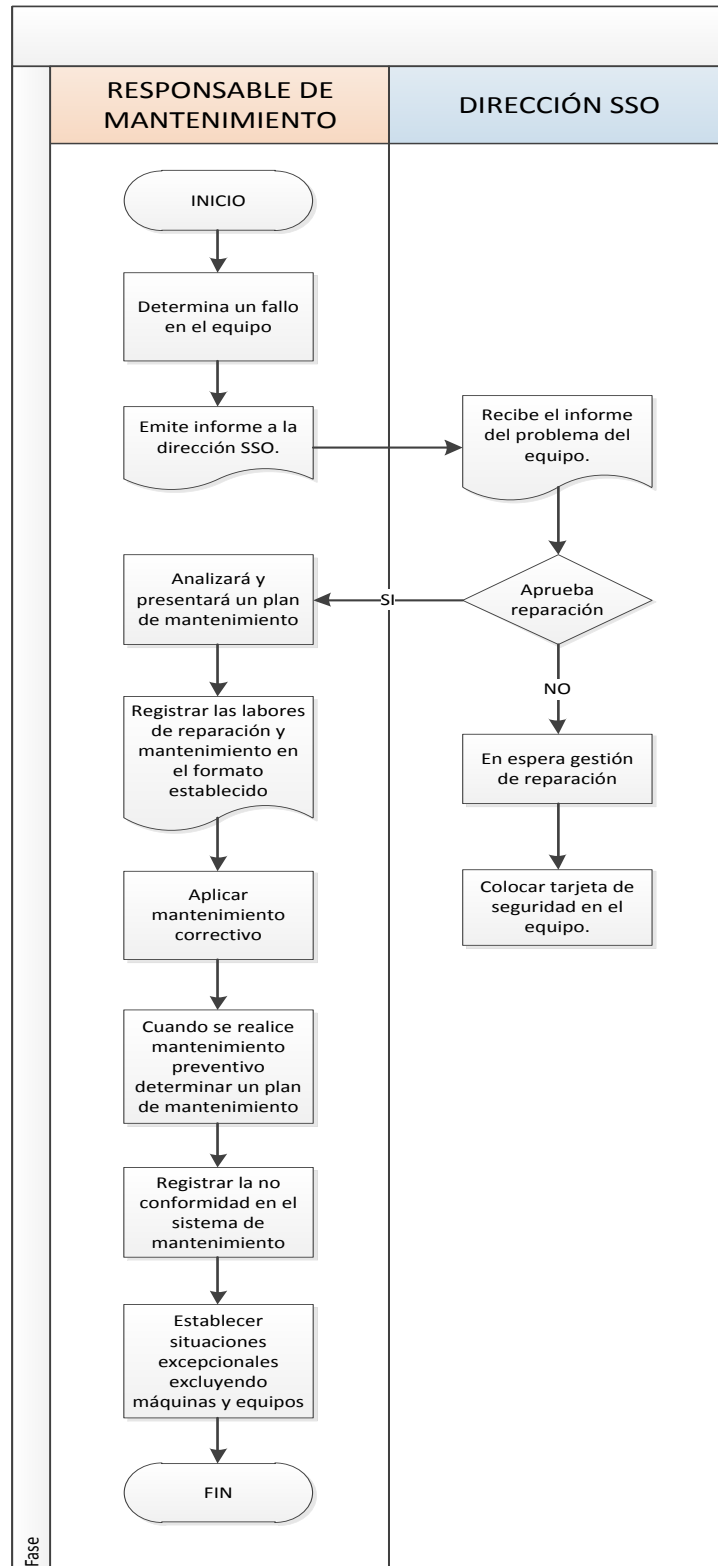 RESPONSABLE DE
MANTENIMIENTO
DIRECCIÓN SSO
INICIO
Determina un fallo
en el equipo
Emite informe a la
dirección SSO.
Recibe el informe
del problema del
equipo.
Aprueba
reparación
SI
NO
Analizará y
presentará un plan
de mantenimiento
En espera gestión
de reparación
Colocar tarjeta de
seguridad en el
equipo.
Registrar las labores
de reparación y
mantenimiento en
el formato
establecido
Aplicar
mantenimiento
correctivo
Cuando se realice
mantenimiento
preventivo
determinar un plan
de mantenimiento
Registrar la no
conformidad en el
sistema de
mantenimiento
Establecer
situaciones
excepcionales
excluyendo
máquinas y equipos
FIN
Fase